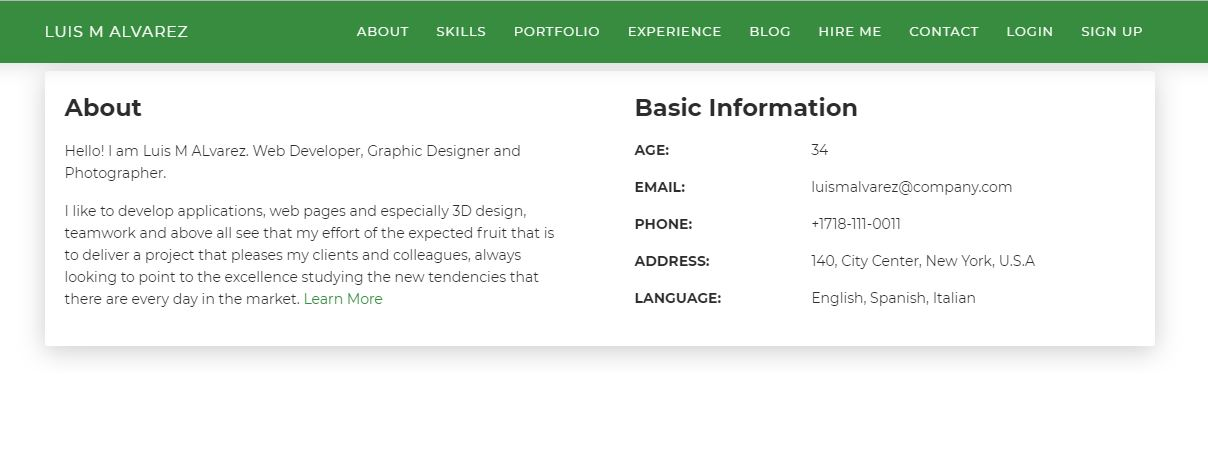 LUIS M ALVAREZ ABOUT SKILLS PORTFOLIO EXPERIENCE BLOG HIRE ME CONTACT LOGIN SIGN UP
About
Hello! I am Luis M ALvarez. Web Developer, Graphic Designer and
Photographer.
I like to develop applications, web pages and especially 3D design,
teamwork and above all see that my effort of the expected fruit that is
to deliver a project that pleases my clients and colleagues, always
looking to point to the excellence studying the new tendencies that
there are every day in the market. Learn More
Basic Information
AGE: 34
EMAIL: luismalvarez@company.com
PHONE: +1718-111-0011
ADDRESS: 140, City Center, New York, U.S.A
LANGUAGE: English, Spanish, Italian